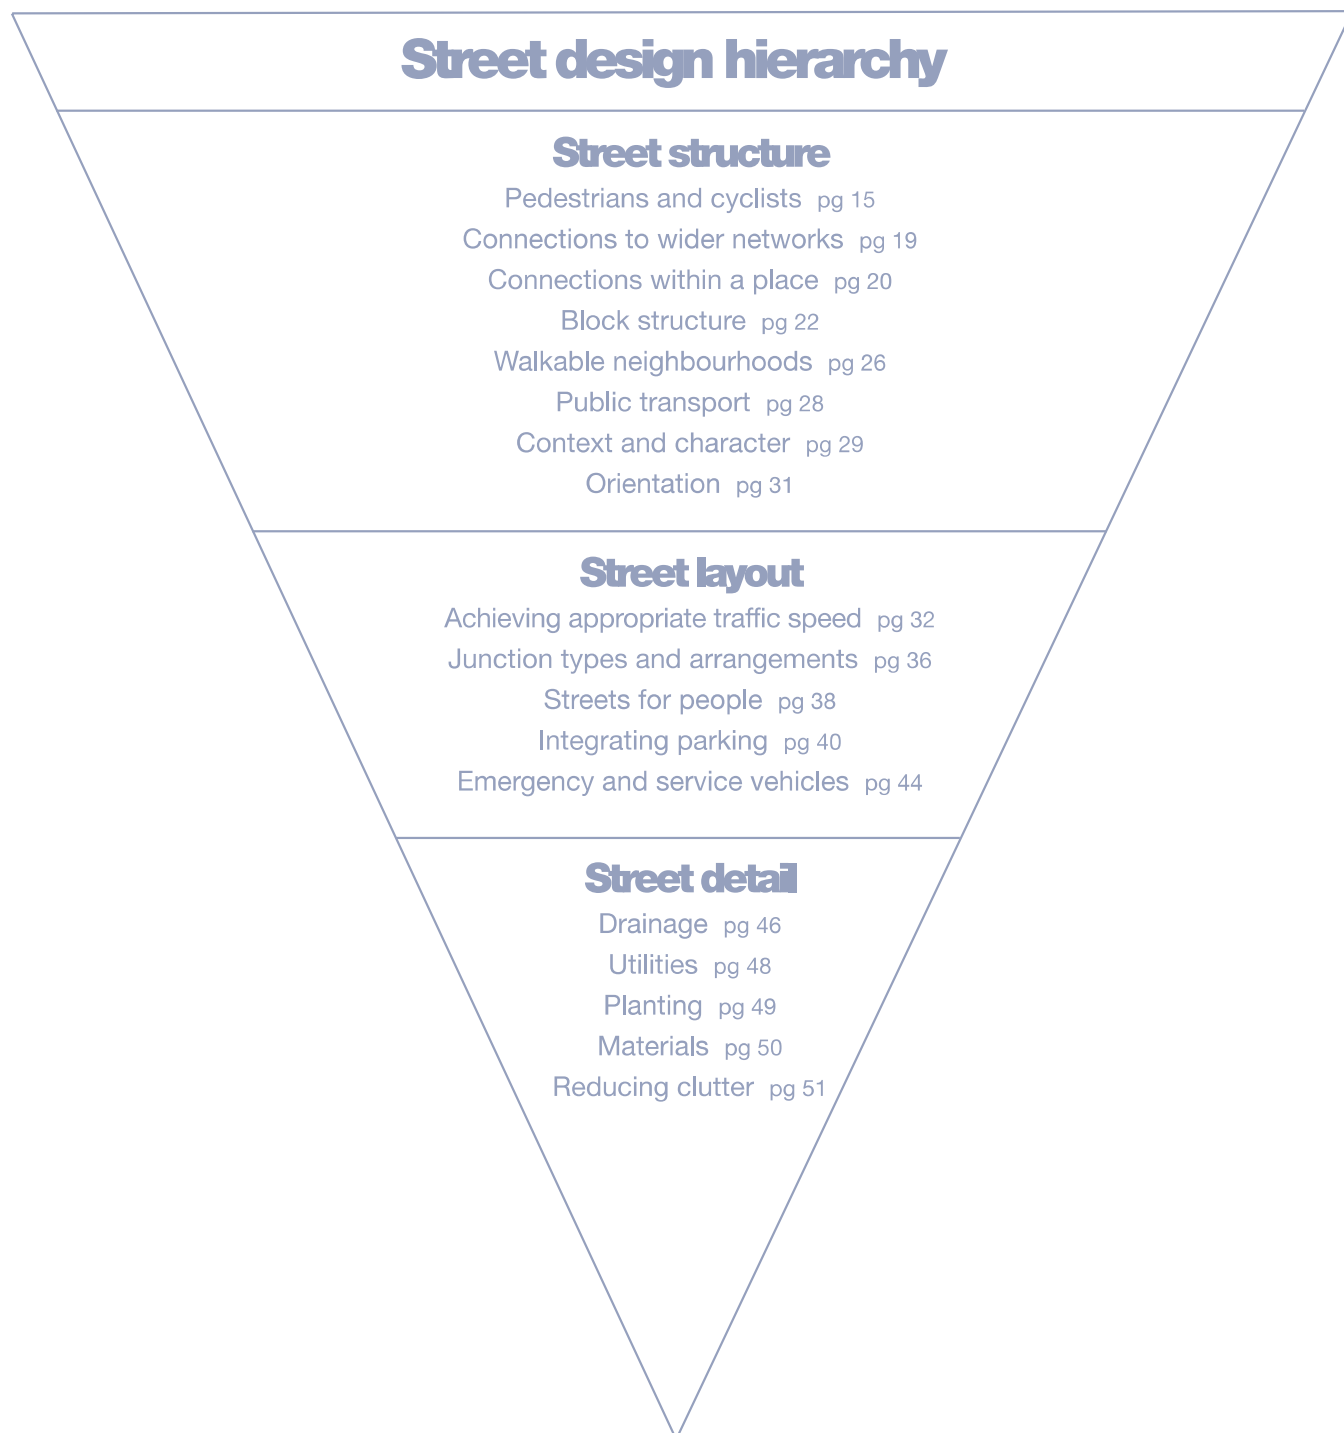 Street design hierarchy
Street structure
Pedestrians and cyclists pg 15
Connections to wider networks pg 19
Connections within a place pg 20
Block structure pg 22
Walkable neighbourhoods pg 26
Public transport pg 28
Context and character pg 29
Orientation pg 31
Street layout
Achieving appropriate traffic speed pg 32
Junction types and arrangements pg 36
Streets for people pg 38
Integrating parking pg 40
Emergency and service vehicles pg 44
Street detail
Drainage pg 46
Utilities pg 48
Planting pg 49
Materials pg 50
Reducing clutter pg 51